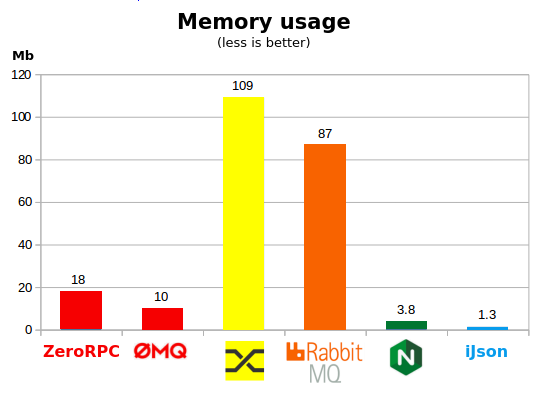 Memory usage
(less is better)
Mb
120
100
80
60
40
20
0
18
10
109
87
3.8
1.3
ZeroRPC
ØMQ
Rabbit
MQ
N
iJson